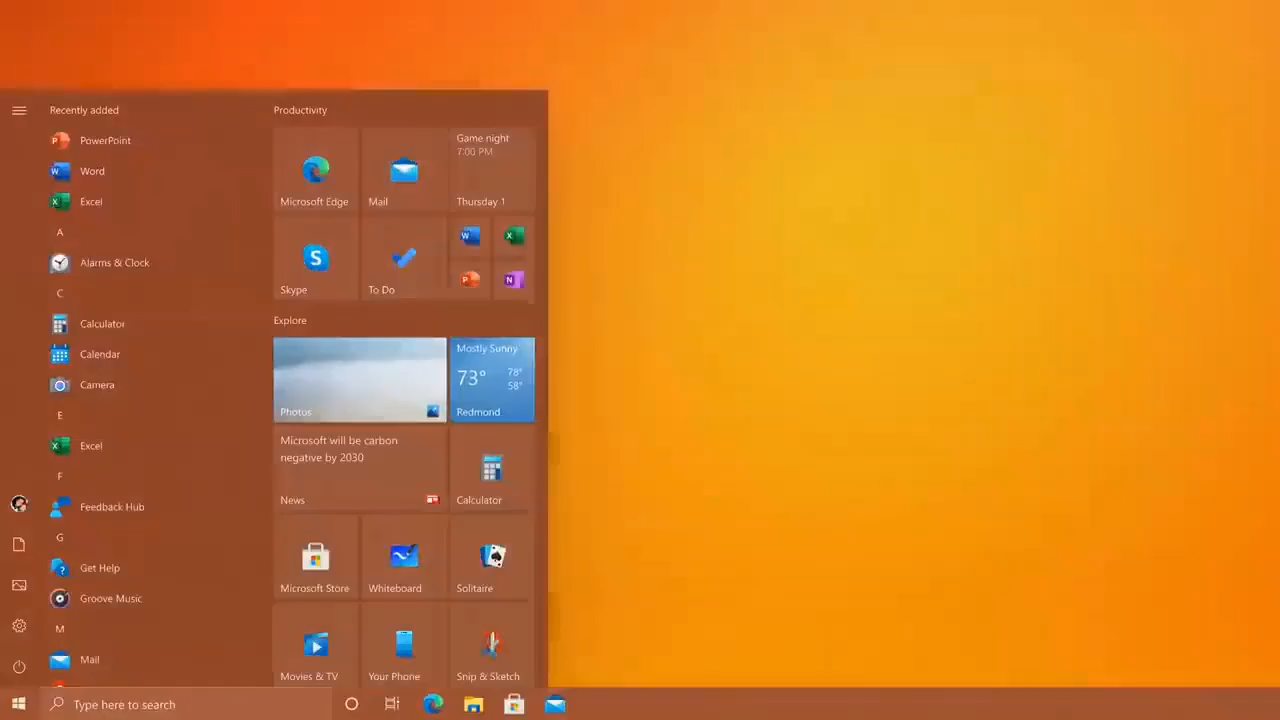 Recently added
PowerPoint
Word
Excel
A
Alarms & Clock
C
Calculator
Calendar
Camera
E
Excel
F
Feedback Hub
G
Get Help
Groove Music
M
Mail
Productivity
Microsoft Edge
Mail
Game night
7:00 PM
Thursday 1
Skype
To Do
Explore
Photos
Mostly Sunny
73°
78°
58°
Redmond
Microsoft will be carbon
negative by 2030
News
Calculator
Microsoft Store
Whiteboard
Solitaire
Movies & TV
Your Phone
Snip & Sketch
Type here to search